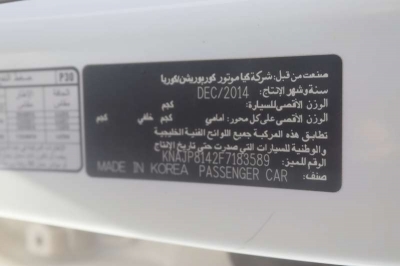 صنعت من قبل: شركة كيا موتور كوربوريشن/كوريا
سنة وشهر الإنتاج: DEC/2014
الوزن الأقصى للسيارة: كجم
الوزن الأقصى على كل محور: امامي كجم خلفي كجم
تطابق هذه المركبة جميع اللوائح الفنية الخليجية
والوطنية للسيارات التي صدرت حتى تاريخ الإنتاج
الرقم المميز: KNAJP8142F7183589
صنف: PASSENGER CAR MADE IN KOREA